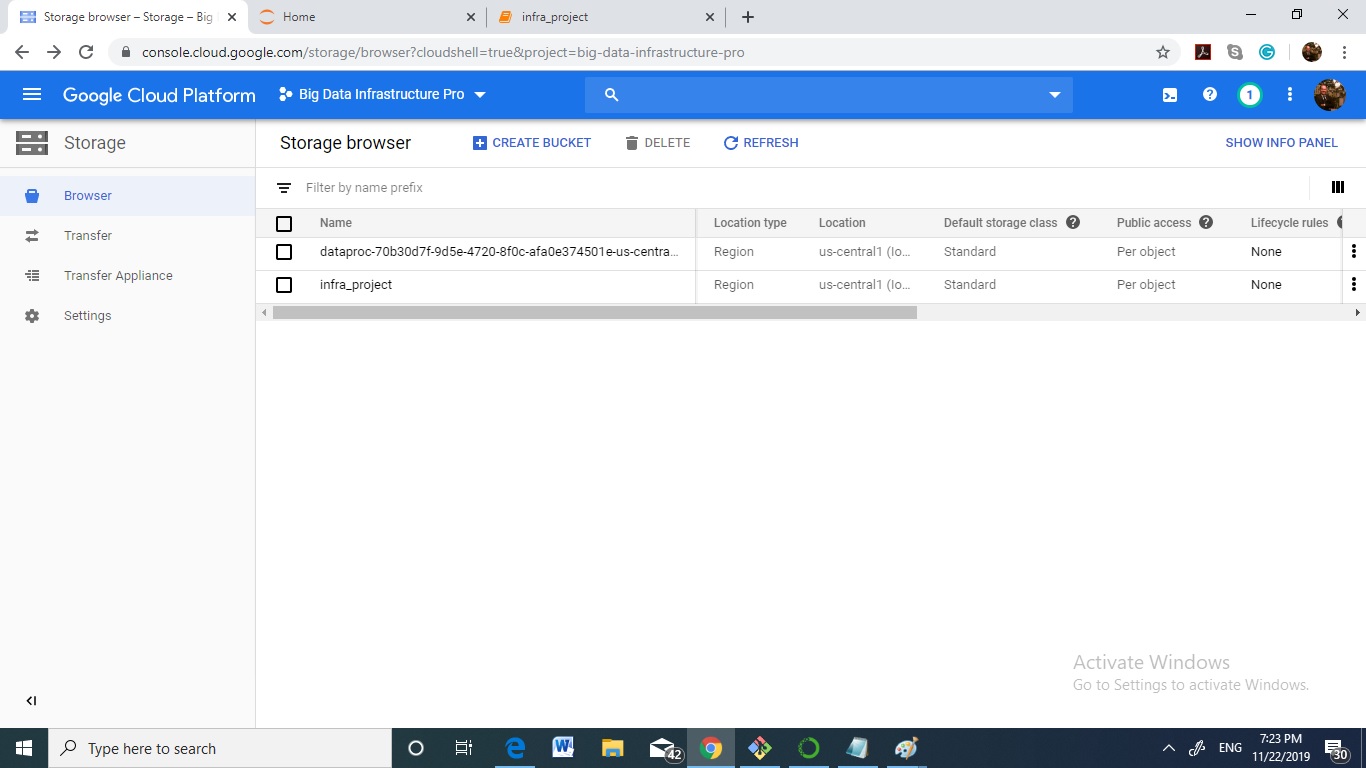 Storage browser – Storage – Big
Home
infra_project
console.cloud.google.com/storage/browser?cloudshell=true&project=big-data-infrastructure-pro
Google Cloud Platform
Big Data Infrastructure Pro
1
Storage
Storage browser
CREATE BUCKET
DELETE
REFRESH
SHOW INFO PANEL
Browser
Transfer
Transfer Appliance
Settings
Filter by name prefix
Name Location type Location Default storage class Public access Lifecycle rules
dataproc-70b30d7f-9d5e-4720-8f0c-afa0e374501e-us-centra... Region us-central1 (Io... Standard Per object None
infra_project Region us-central1 (Io... Standard Per object None
Activate Windows
Go to Settings to activate Windows.
Type here to search
42
ENG
7:23 PM
11/22/2019
30